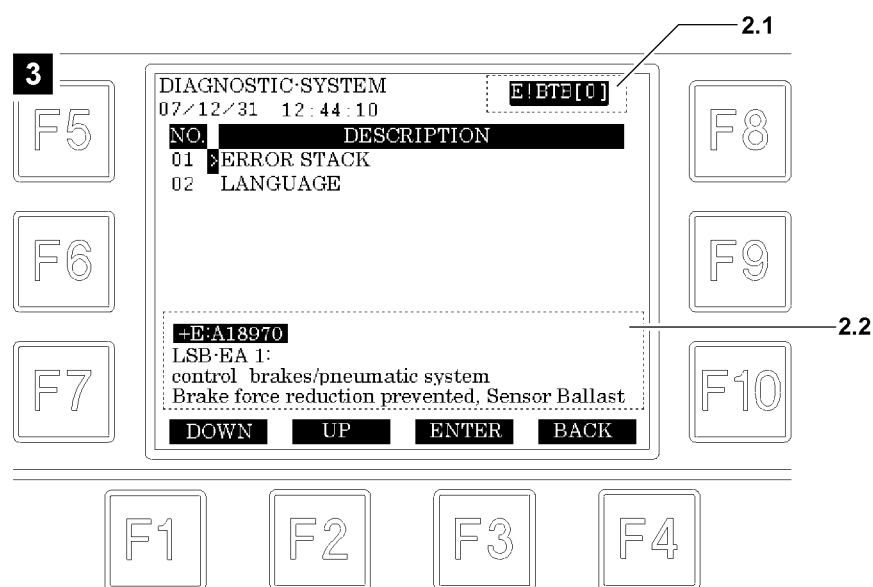 2.1
3
DIAGNOSTIC·SYSTEM
E!BTB[0]
07/12/31 12:44:10
NO. DESCRIPTION
01 >ERROR STACK
02 LANGUAGE
+E:A18970
2.2
LSB·EA 1:
control brakes/pneumatic system
Brake force reduction prevented, Sensor Ballast
DOWN UP ENTER BACK
F5
F6
F7
F8
F9
F10
F1 F2 F3 F4